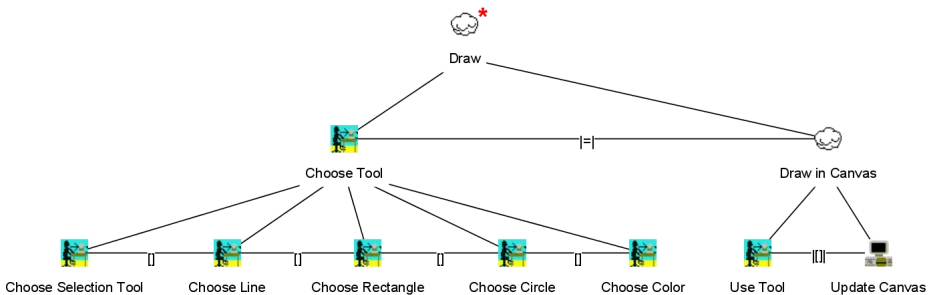 *
Draw
|=|
Choose Tool
Draw in Canvas
[] [] [] [] |[]|
Choose Selection Tool Choose Line Choose Rectangle Choose Circle Choose Color Use Tool Update Canvas